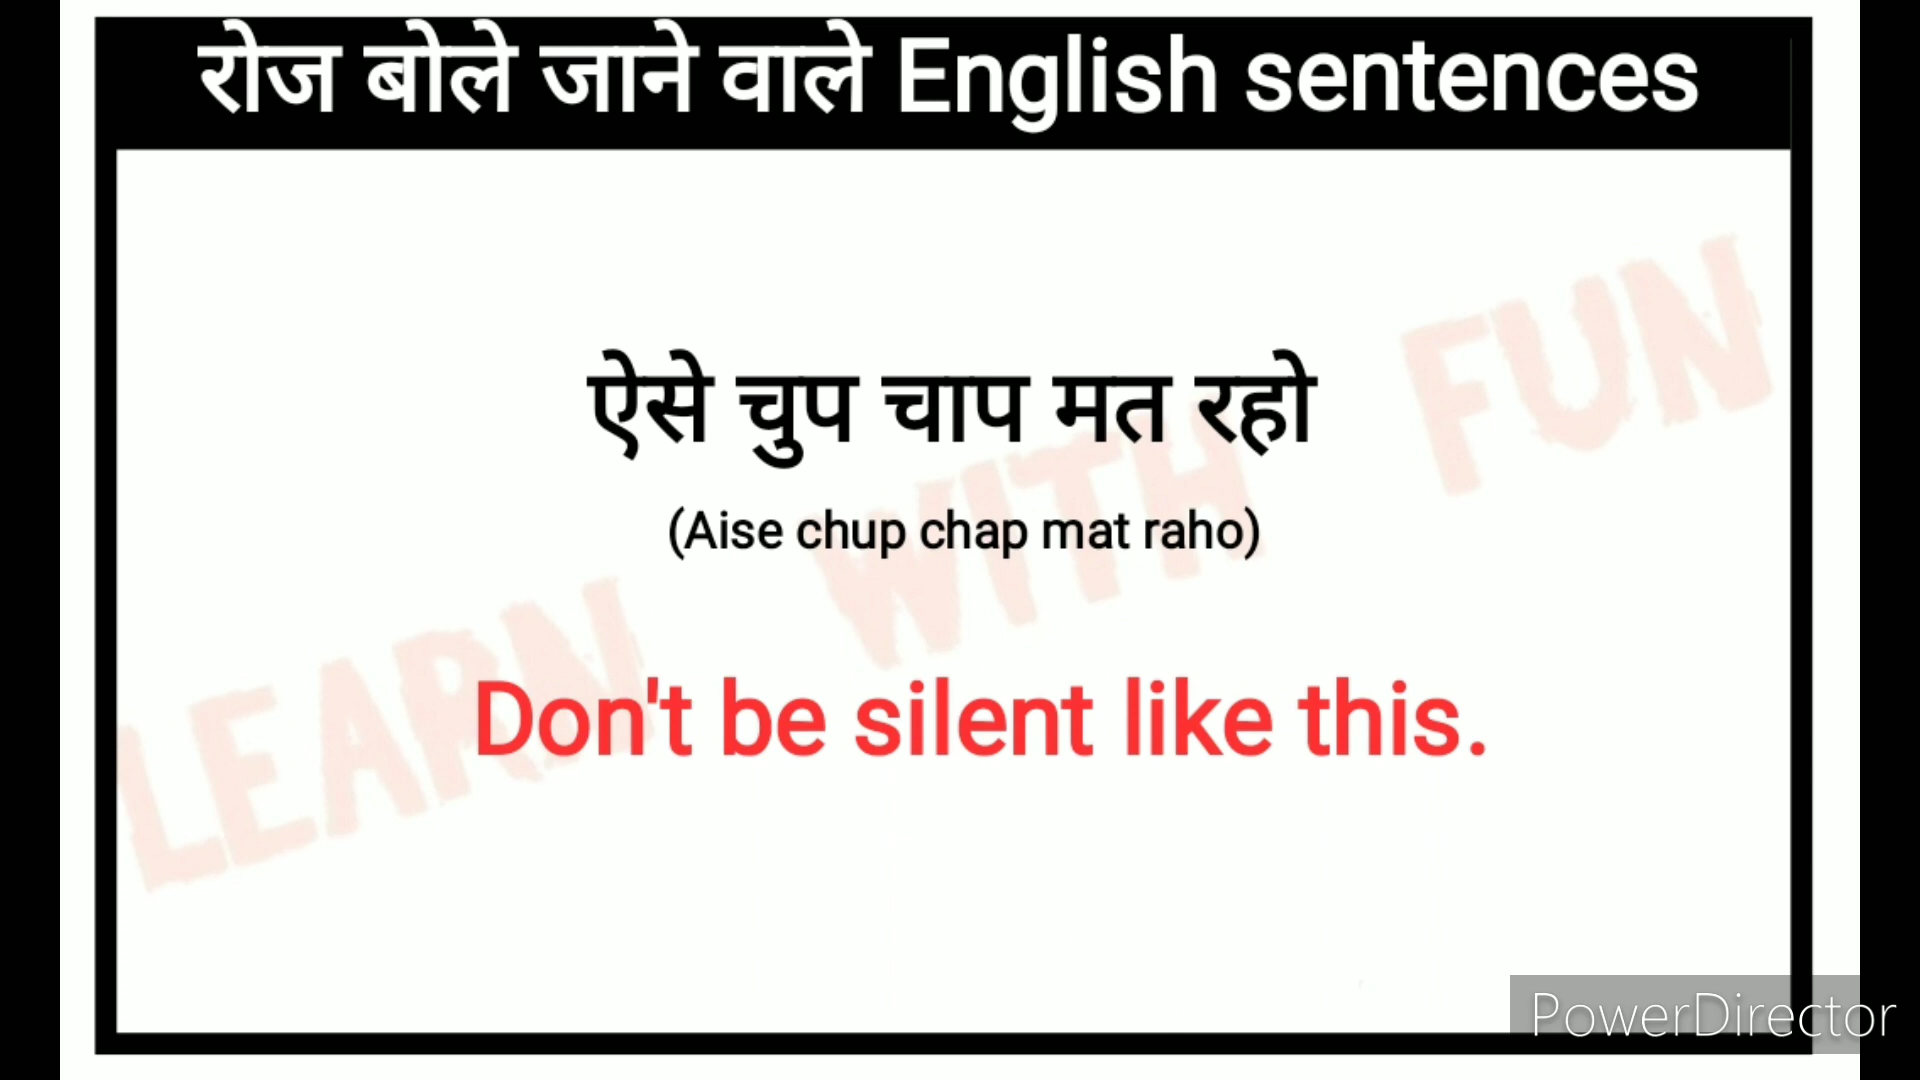 रोज बोले जाने वाले English sentences
ऐसे चुप चाप मत रहो
(Aise chup chap mat raho)
Don't be silent like this.
LEARN WITH FUN
PowerDirector